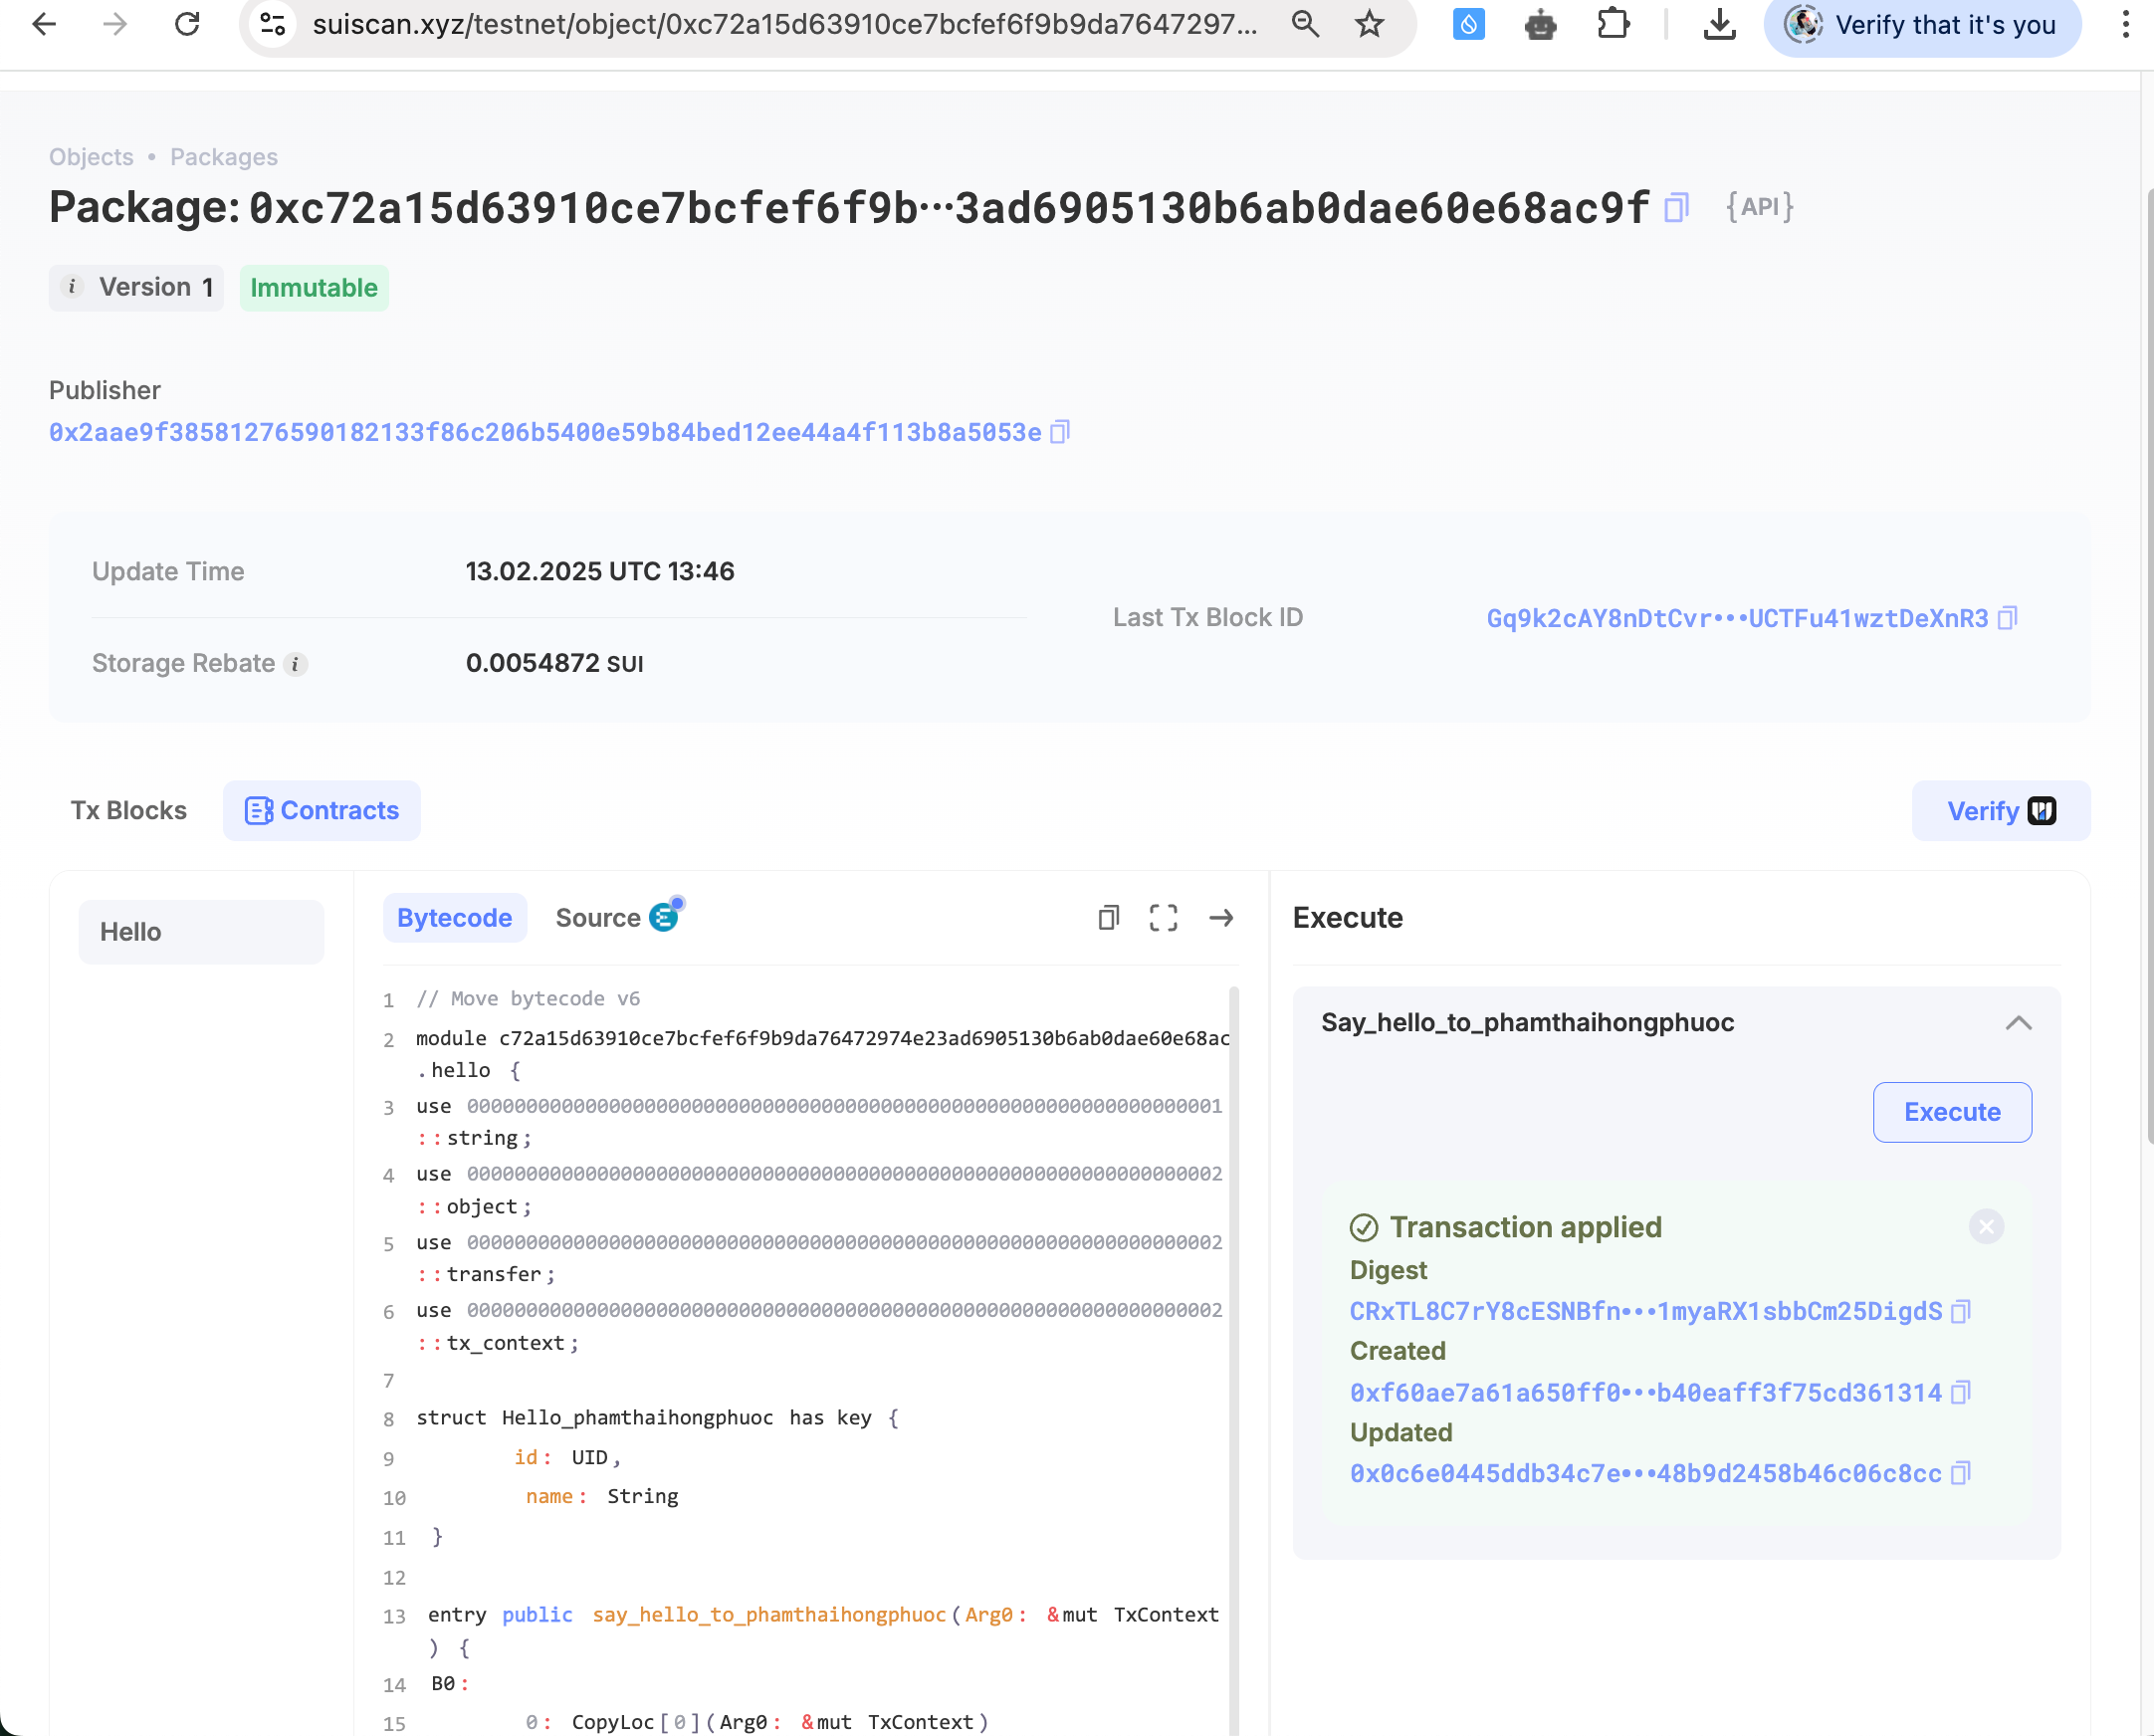 suiscan.xyz/testnet/object/0xc72a15d63910ce7bcfef6f9b9da7647297...
Verify that it's you
Objects • Packages
Package: 0xc72a15d63910ce7bcfef6f9b···3ad6905130b6ab0dae60e68ac9f {API}
i Version 1 Immutable
Publisher
0x2aae9f38581276590182133f86c206b5400e59b84bed12ee44a4f113b8a5053e
Update Time 13.02.2025 UTC 13:46
Storage Rebate i 0.0054872 SUI
Last Tx Block ID Gq9k2cAY8nDtCvr•••UCTFu41wztDeXnR3
Tx Blocks Contracts Verify
Hello
Bytecode Source
1 // Move bytecode v6
2 module c72a15d63910ce7bcfef6f9b9da76472974e23ad6905130b6ab0dae60e68ac
.hello {
3 use 0000000000000000000000000000000000000000000000000000000000000001
::string;
4 use 0000000000000000000000000000000000000000000000000000000000000002
::object;
5 use 0000000000000000000000000000000000000000000000000000000000000002
::transfer;
6 use 0000000000000000000000000000000000000000000000000000000000000002
::tx_context;
7
8 struct Hello_phamthaihongphuoc has key {
9 id: UID,
10 name: String
11 }
12
13 entry public say_hello_to_phamthaihongphuoc(Arg0: &mut TxContext
) {
14 B0:
15 0: CopyLoc[0](Arg0: &mut TxContext)
Execute
Say_hello_to_phamthaihongphuoc
Execute
Transaction applied
Digest
CRxTL8C7rY8cESNBfn•••1myaRX1sbbCm25DigdS
Created
0xf60ae7a61a650ff0•••b40eaff3f75cd361314
Updated
0x0c6e0445ddb34c7e•••48b9d2458b46c06c8cc